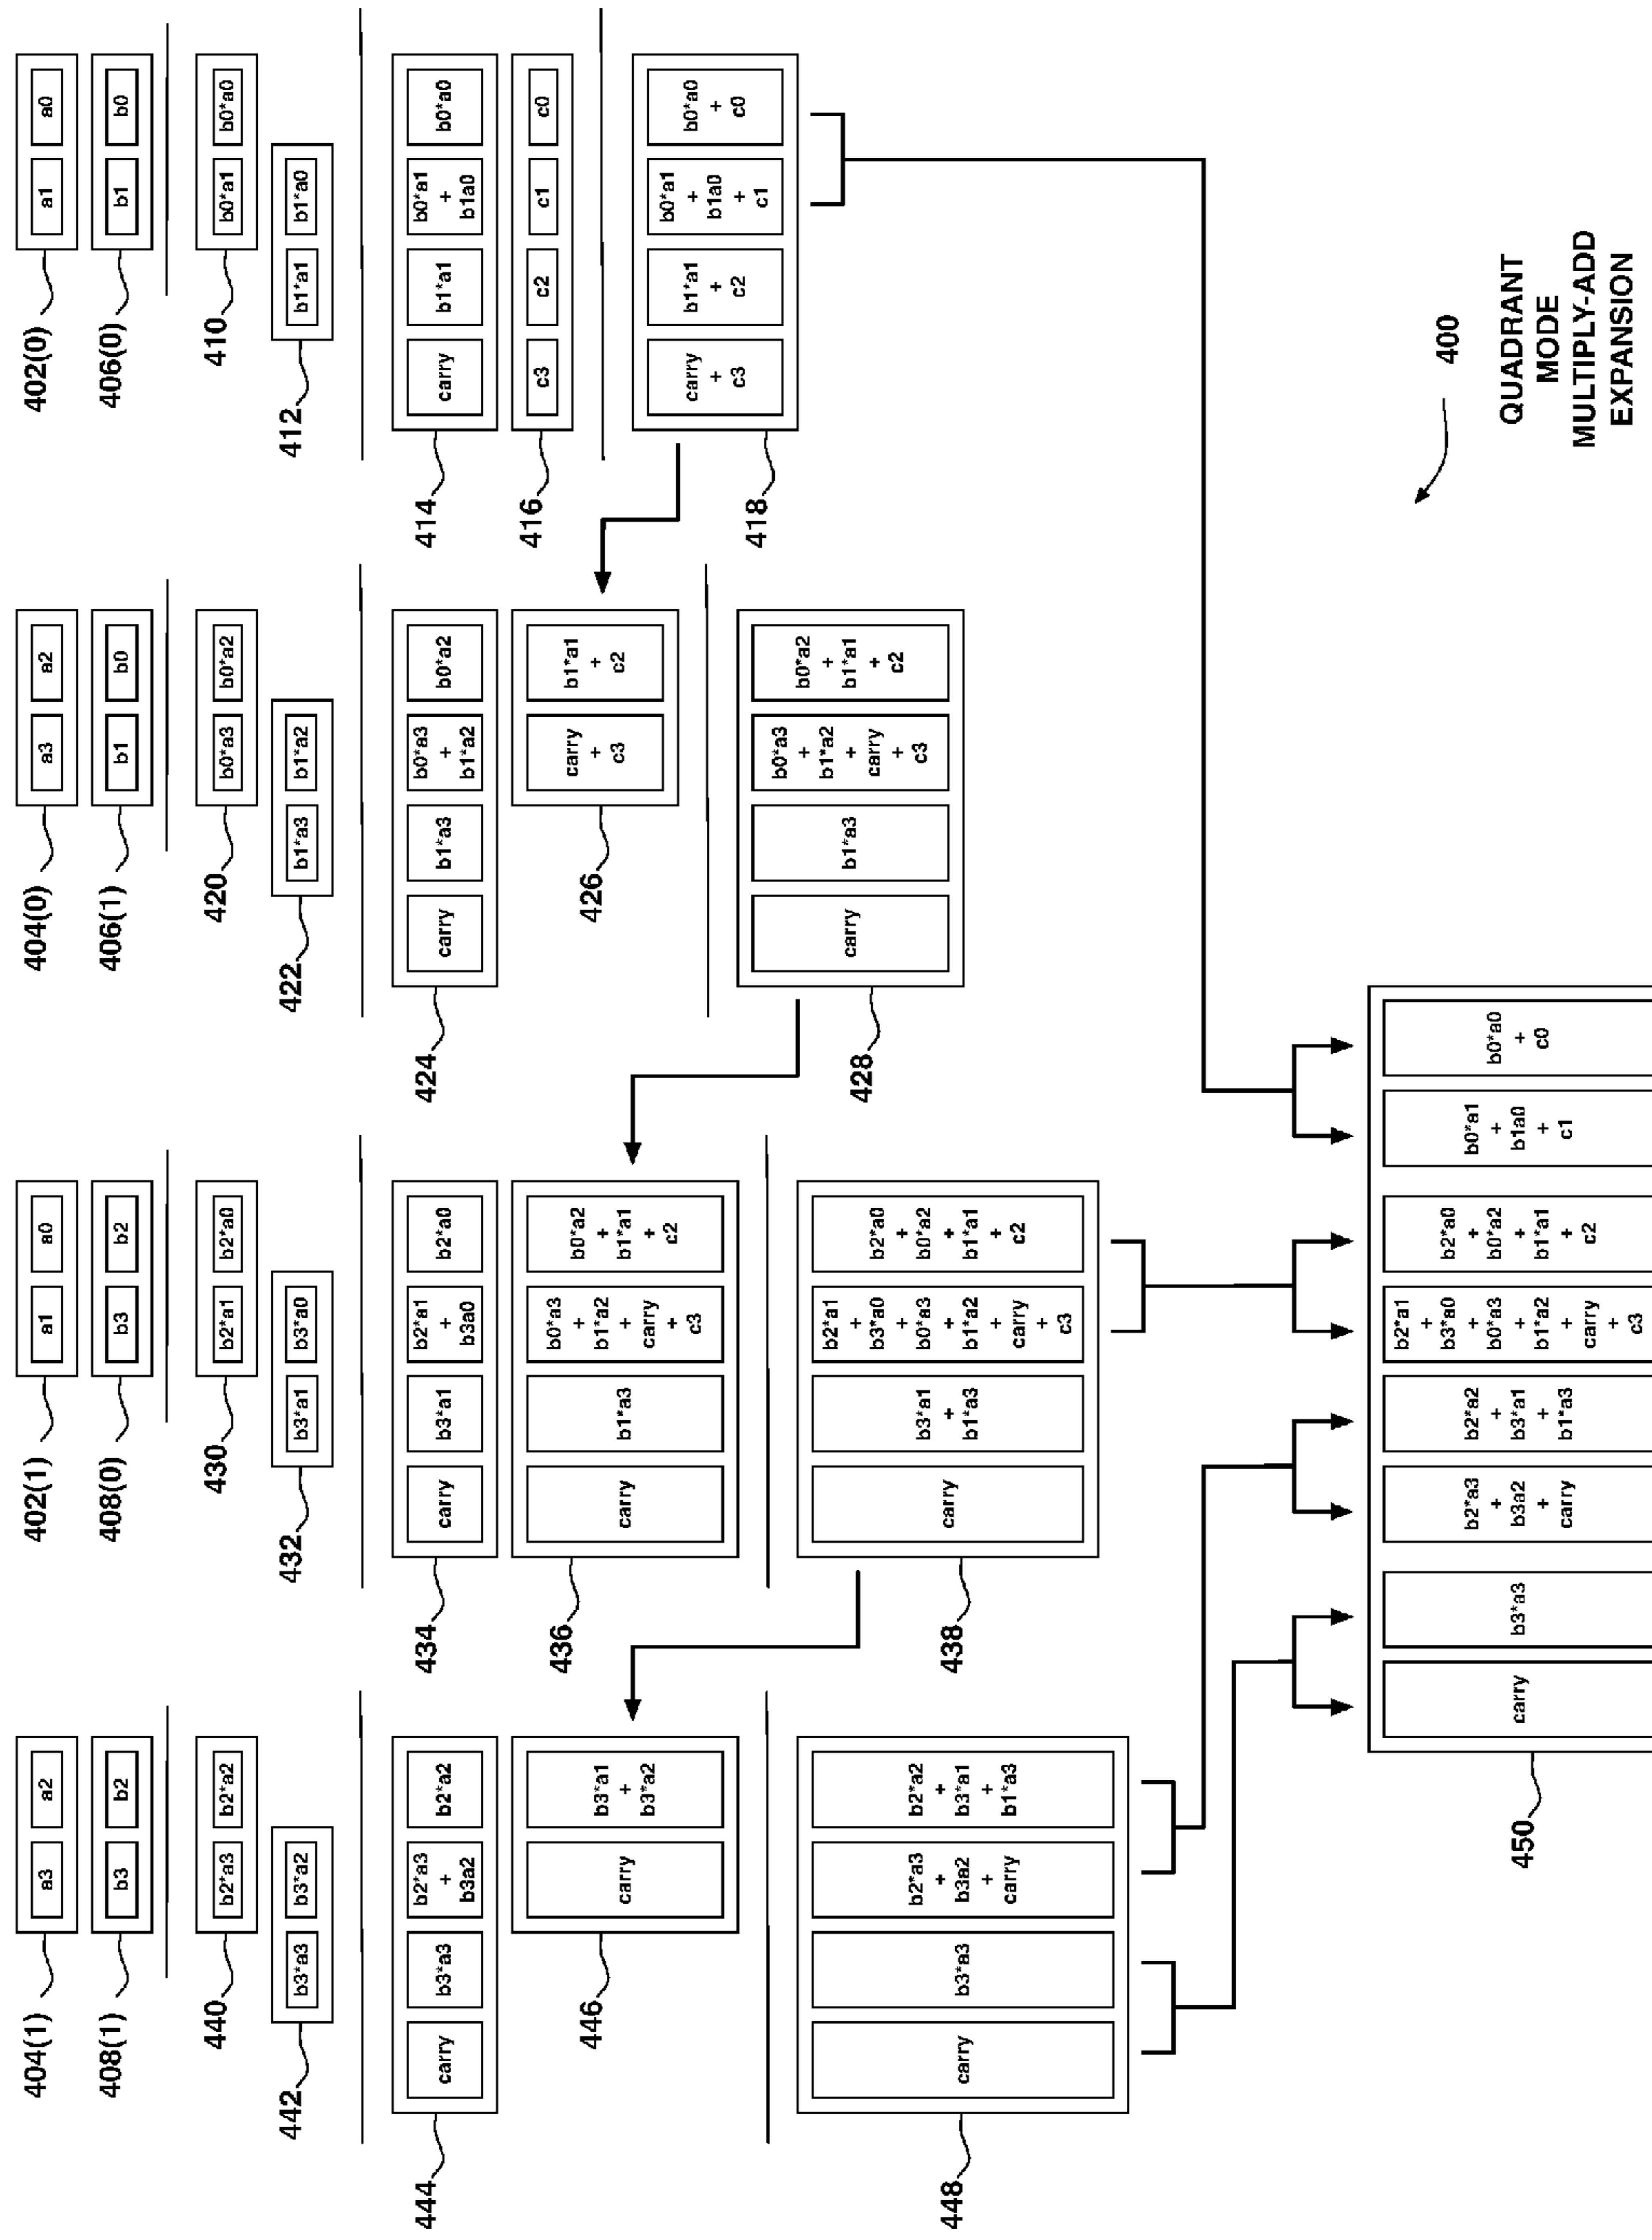 404(1)
a3 a2
408(1)
b3 b2
440
b2*a3 b2*a2
442
b3*a3 b3*a2
444
carry
b3*a3
b2*a3
+
b3a2
b2*a2
446
carry
b3*a1
+
b3*a2
448
carry
b3*a3
b2*a3
+
b3a2
+
carry
b2*a2
+
b3*a1
+
b1*a3
402(1)
a1 a0
408(0)
b3 b2
430
b2*a1 b2*a0
432
b3*a1 b3*a0
434
carry
b3*a1
b2*a1
+
b3a0
b2*a0
436
carry
b1*a3
b0*a3
+
b1*a2
+
carry
+
c3
b0*a2
+
b1*a1
+
c2
438
carry
b3*a1
+
b1*a3
b2*a1
+
b3*a0
+
b0*a3
+
b1*a2
+
carry
+
c3
b2*a0
+
b0*a2
+
b1*a1
+
c2
404(0)
a3 a2
406(1)
b1 b0
420
b0*a3 b0*a2
422
b1*a3 b1*a2
424
carry
b1*a3
b0*a3
+
b1*a2
b0*a2
426
carry
+
c3
b1*a1
+
c2
428
carry
b1*a3
b0*a3
+
b1*a2
+
carry
+
c3
b0*a2
+
b1*a1
+
c2
402(0)
a1 a0
406(0)
b1 b0
410
b0*a1 b0*a0
412
b1*a1 b1*a0
414
carry
b1*a1
b0*a1
+
b1a0
b0*a0
416
c3 c2 c1 c0
418
carry
+
c3
b1*a1
+
c2
b0*a1
+
b1a0
+
c1
b0*a0
+
c0
450
carry
b3*a3
b2*a3
+
b3a2
+
carry
b2*a2
+
b3*a1
+
b1*a3
b2*a1
+
b3*a0
+
b0*a3
+
b1*a2
+
carry
+
c3
b2*a0
+
b0*a2
+
b1*a1
+
c2
b0*a1
+
b1a0
+
c1
b0*a0
+
c0
400
QUADRANT
MODE
MULTIPLY-ADD
EXPANSION